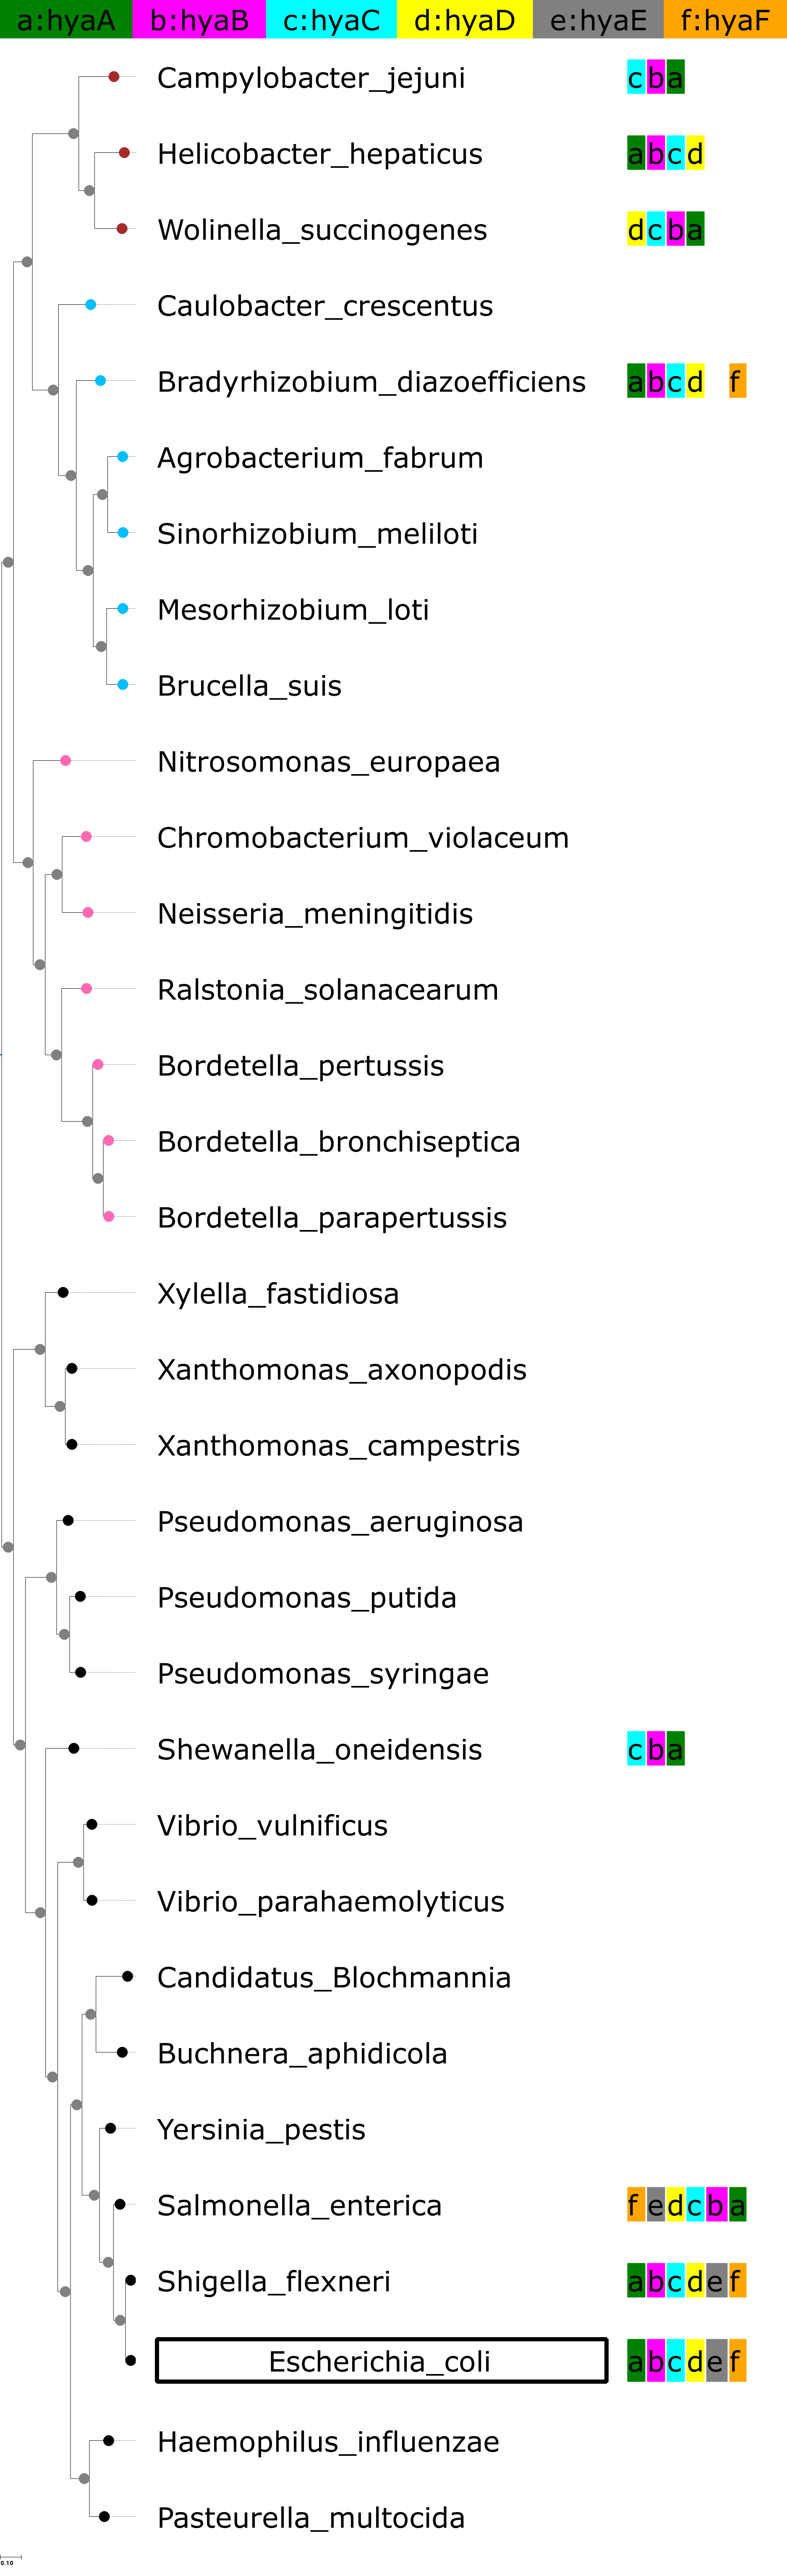 a:hyaA b:hyaB c:hyaC d:hyaD e:hyaE f:hyaF
Campylobacter_jejuni c b a
Helicobacter_hepaticus a b c d
Wolinella_succinogenes d c b a
Caulobacter_crescentus
Bradyrhizobium_diazoefficiens a b c d f
Agrobacterium_fabrum
Sinorhizobium_meliloti
Mesorhizobium_loti
Brucella_suis
Nitrosomonas_europaea
Chromobacterium_violaceum
Neisseria_meningitidis
Ralstonia_solanacearum
Bordetella_pertussis
Bordetella_bronchiseptica
Bordetella_parapertussis
Xylella_fastidiosa
Xanthomonas_axonopodis
Xanthomonas_campestris
Pseudomonas_aeruginosa
Pseudomonas_putida
Pseudomonas_syringae
Shewanella_oneidensis c b a
Vibrio_vulnificus
Vibrio_parahaemolyticus
Candidatus_Blochmannia
Buchnera_aphidicola
Yersinia_pestis
Salmonella_enterica f e d c b a
Shigella_flexneri a b c d e f
Escherichia_coli a b c d e f
Haemophilus_influenzae
Pasteurella_multocida
0.10